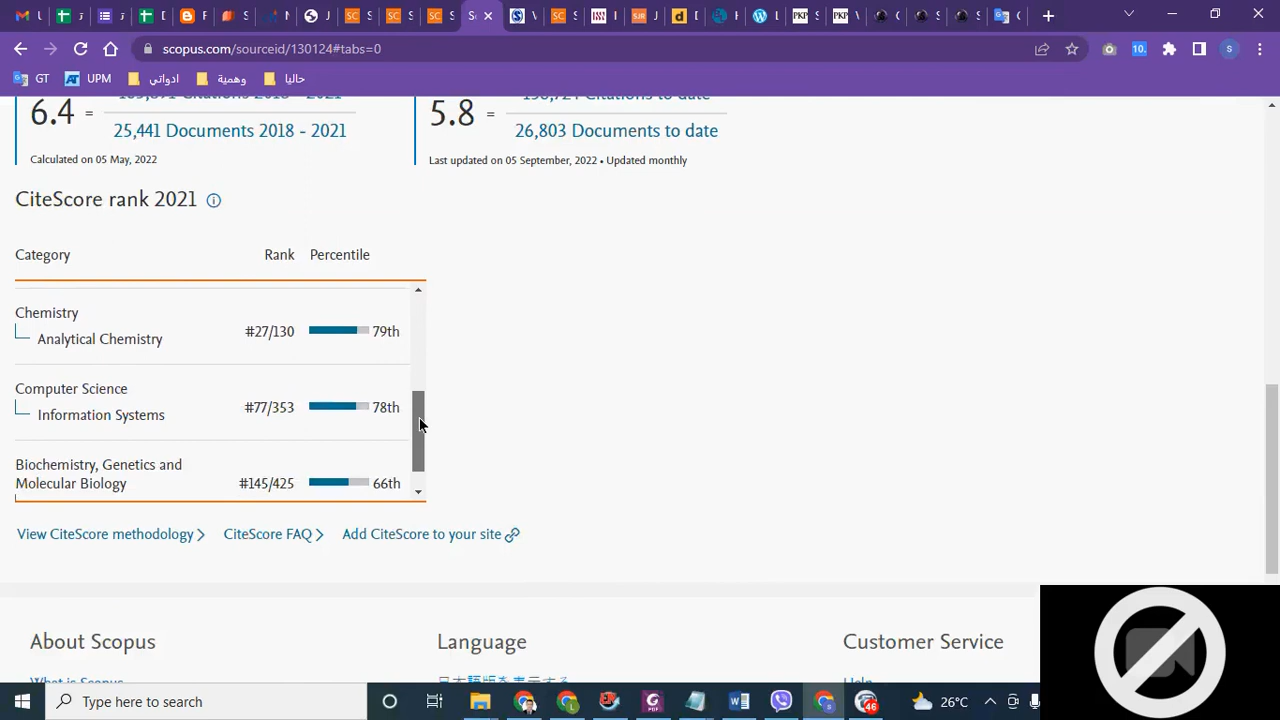 scopus.com/sourceid/130124#tabs=0
GT
UPM
ادواتي
وهمية
حاليا
6.4 =
25,441 Documents 2018 - 2021
Calculated on 05 May, 2022
5.8 =
26,803 Documents to date
Last updated on 05 September, 2022 • Updated monthly
CiteScore rank 2021
Category Rank Percentile
Chemistry
Analytical Chemistry #27/130 79th
Computer Science
Information Systems #77/353 78th
Biochemistry, Genetics and
Molecular Biology #145/425 66th
View CiteScore methodology
CiteScore FAQ
Add CiteScore to your site
About Scopus
Language
Customer Service
Type here to search
46
26°C